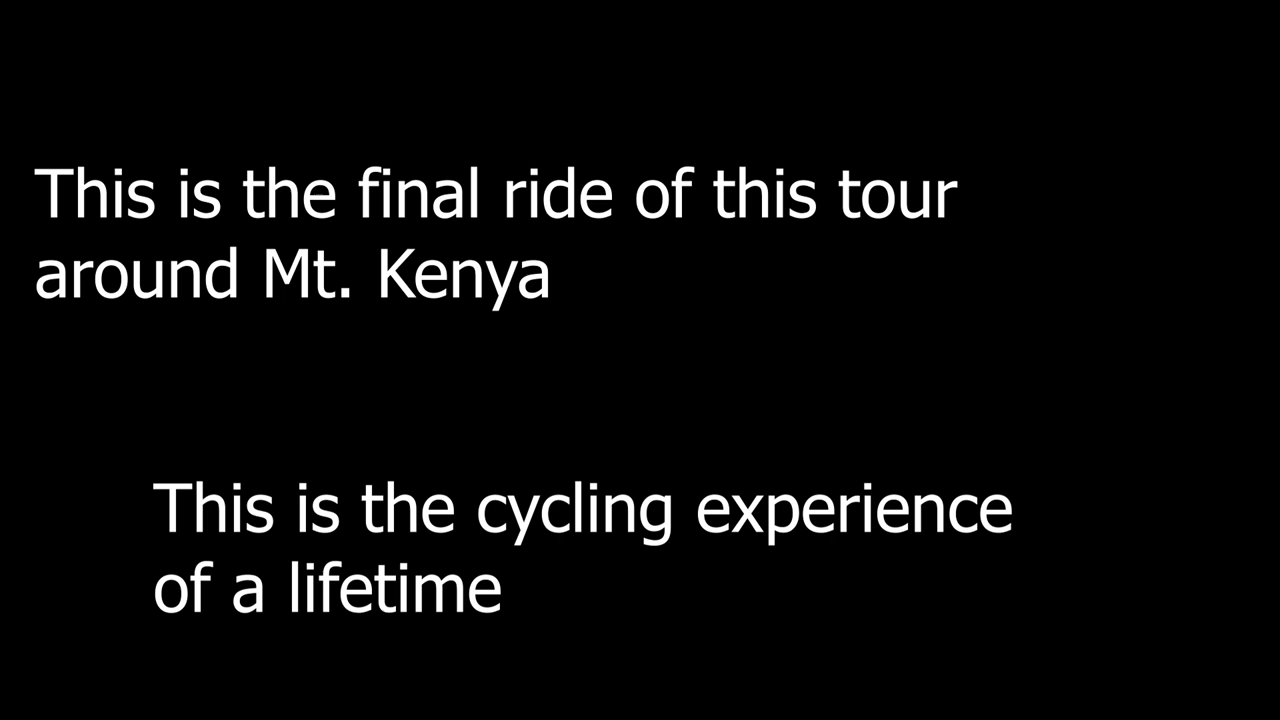 This is the final ride of this tour
around Mt. Kenya
This is the cycling experience
of a lifetime